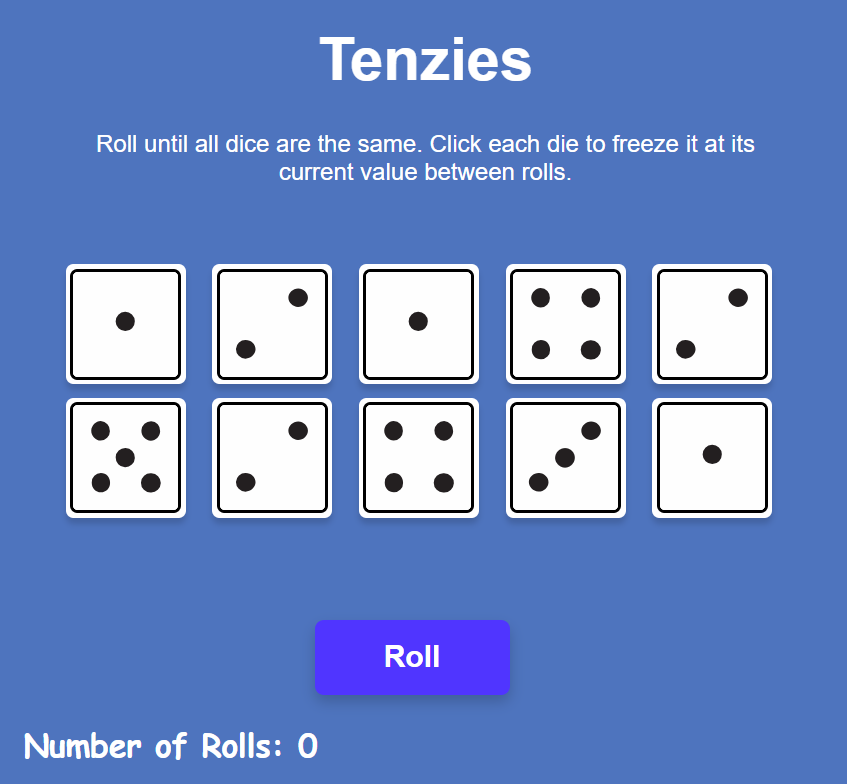 Tenzies
Roll until all dice are the same. Click each die to freeze it at its
current value between rolls.
Roll
Number of Rolls: 0